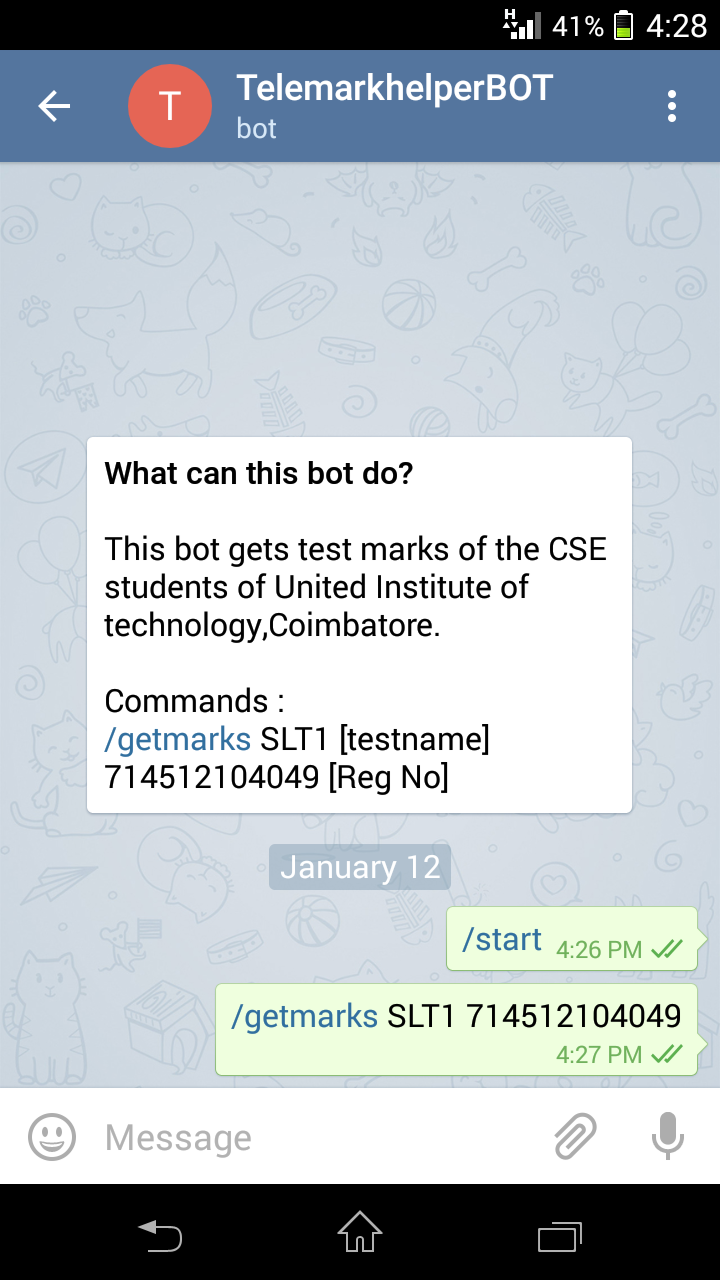 H
41% 4:28
T
TelemarkhelperBOT
bot
What can this bot do?
This bot gets test marks of the CSE
students of United Institute of
technology,Coimbatore.
Commands :
/getmarks SLT1 [testname]
714512104049 [Reg No]
January 12
/start 4:26 PM
/getmarks SLT1 714512104049
4:27 PM
Message